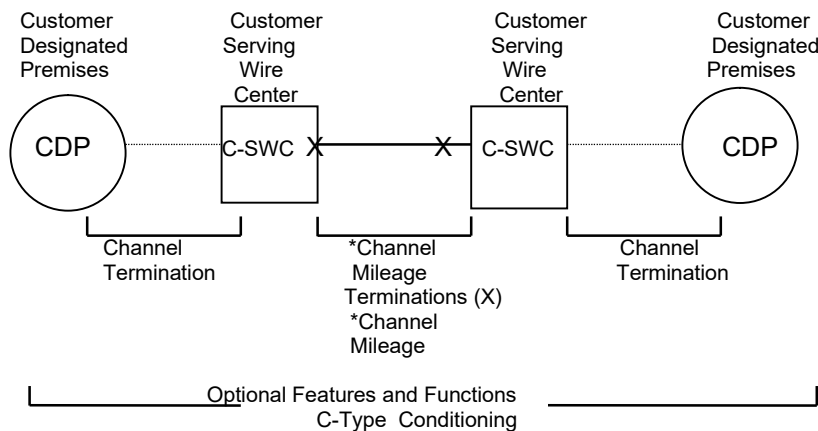 Customer
Designated
Premises
Customer
Serving
Wire
Center
Customer
Serving
Wire
Center
Customer
Designated
Premises
CDP
C-SWC
X
X
C-SWC
CDP
Channel
Termination
*Channel
Mileage
Terminations (X)
*Channel
Mileage
Channel
Termination
Optional Features and Functions
C-Type Conditioning